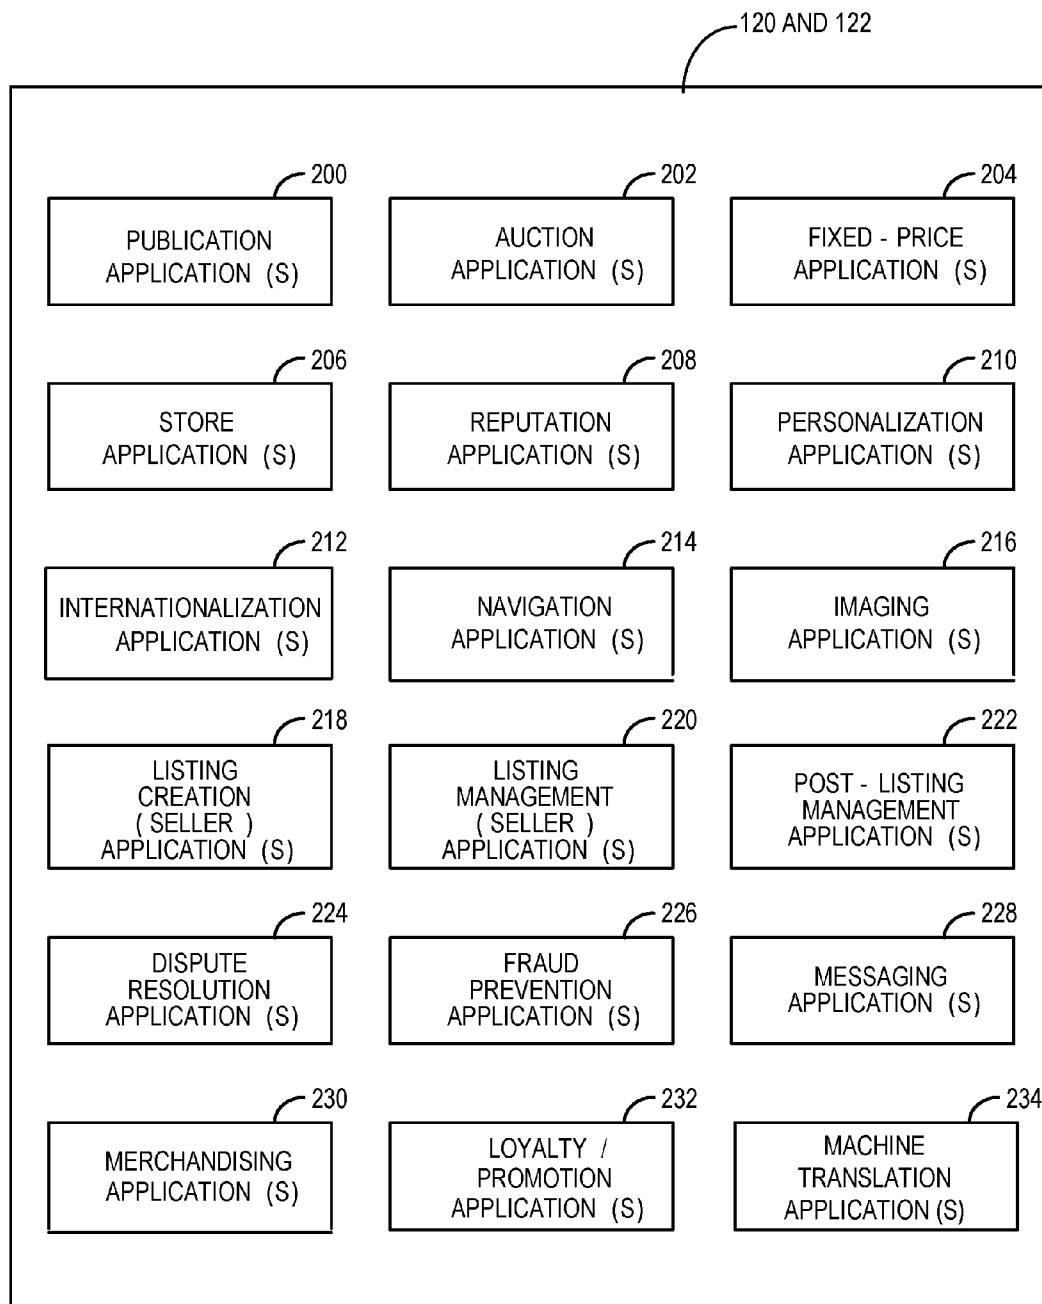 120 AND 122
200
PUBLICATION
APPLICATION (S)
202
AUCTION
APPLICATION (S)
204
FIXED - PRICE
APPLICATION (S)
206
STORE
APPLICATION (S)
208
REPUTATION
APPLICATION (S)
210
PERSONALIZATION
APPLICATION (S)
212
INTERNATIONALIZATION
APPLICATION (S)
214
NAVIGATION
APPLICATION (S)
216
IMAGING
APPLICATION (S)
218
LISTING
CREATION
( SELLER )
APPLICATION (S)
220
LISTING
MANAGEMENT
( SELLER )
APPLICATION (S)
222
POST - LISTING
MANAGEMENT
APPLICATION (S)
224
DISPUTE
RESOLUTION
APPLICATION (S)
226
FRAUD
PREVENTION
APPLICATION (S)
228
MESSAGING
APPLICATION (S)
230
MERCHANDISING
APPLICATION (S)
232
LOYALTY /
PROMOTION
APPLICATION (S)
234
MACHINE
TRANSLATION
APPLICATION (S)